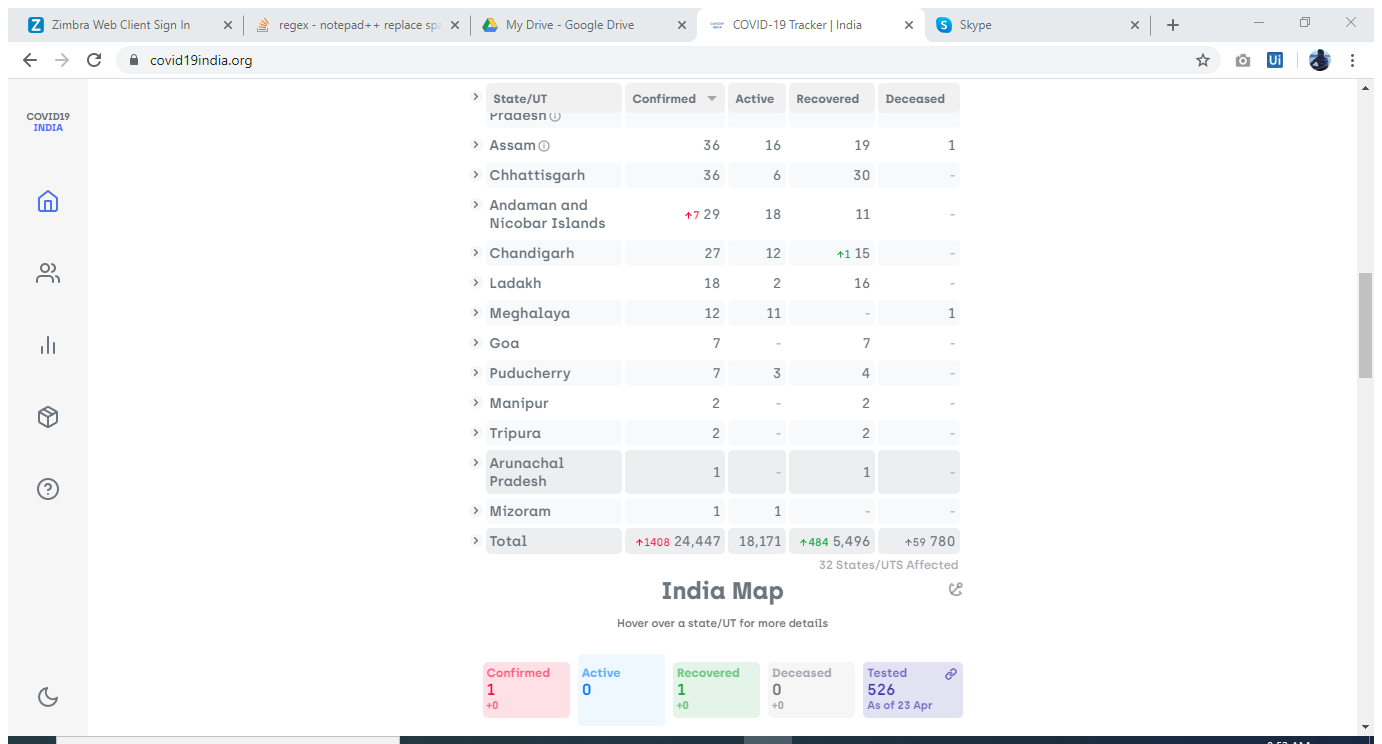 Zimbra Web Client Sign In
regex - notepad++ replace spa
My Drive - Google Drive
COVID-19 Tracker | India
Skype
covid19india.org
Ui
COVID19
INDIA
State/UT Confirmed Active Recovered Deceased
Pradesh
Assam 36 16 19 1
Chhattisgarh 36 6 30 -
Andaman and
Nicobar Islands ↑7 29 18 11 -
Chandigarh 27 12 ↑1 15 -
Ladakh 18 2 16 -
Meghalaya 12 11 - 1
Goa 7 - 7 -
Puducherry 7 3 4 -
Manipur 2 - 2 -
Tripura 2 - 2 -
Arunachal
Pradesh 1 - 1 -
Mizoram 1 1 - -
Total ↑1408 24,447 18,171 ↑484 5,496 ↑59 780
32 States/UTS Affected
India Map
Hover over a state/UT for more details
Confirmed Active Recovered Deceased Tested
1 0 1 0 526
+0 +0 +0 As of 23 Apr